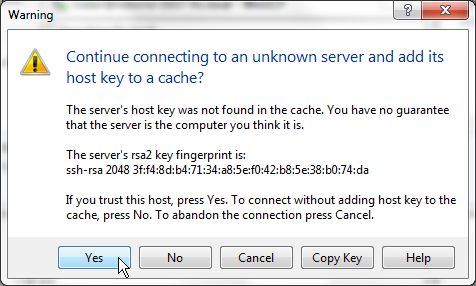 Warning
Continue connecting to an unknown server and add its
host key to a cache?
The server's host key was not found in the cache. You have no guarantee
that the server is the computer you think it is.
The server's rsa2 key fingerprint is:
ssh-rsa 2048 3f:f4:8d:b4:71:34:a8:5e:f0:42:b8:5e:38:b0:74:da
If you trust this host, press Yes. To connect without adding host key to the
cache, press No. To abandon the connection press Cancel.
Yes No Cancel Copy Key Help